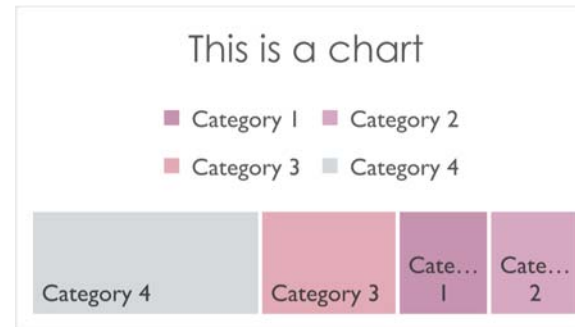 This is a chart
Category 1 Category 2
Category 3 Category 4
Category 4
Category 3
Cate...
1
Cate...
2